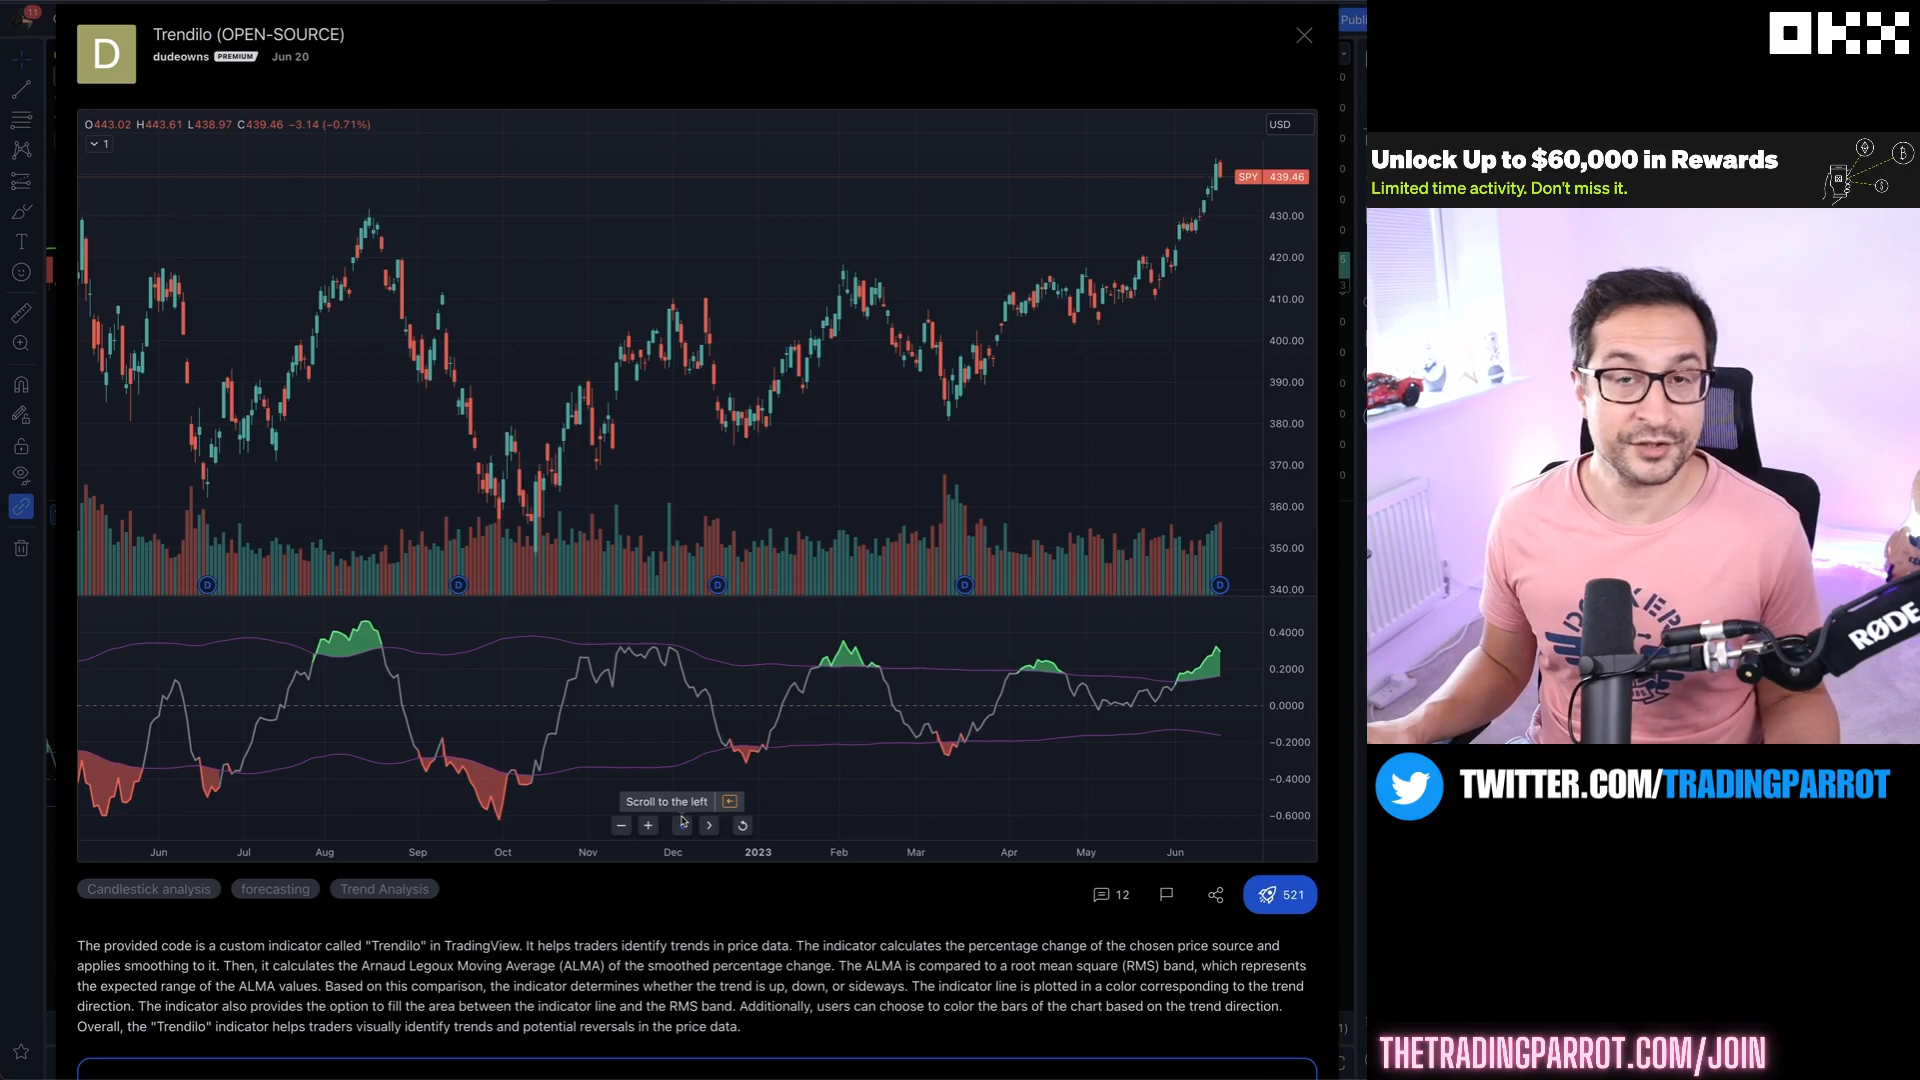 11
D
Trendilo (OPEN-SOURCE)
dudeowns PREMIUM Jun 20
Publi
O443.02 H443.61 L438.97 C439.46 −3.14 (−0.71%)
1
USD
SPY 439.46
430.00
420.00
410.00
400.00
390.00
380.00
370.00
360.00
350.00
340.00
D D D D D
0.4000
0.2000
0.0000
−0.2000
−0.4000
−0.6000
Scroll to the left
Jun Jul Aug Sep Oct Nov Dec 2023 Feb Mar Apr May Jun
Candlestick analysis forecasting Trend Analysis
12
521
The provided code is a custom indicator called "Trendilo" in TradingView. It helps traders identify trends in price data. The indicator calculates the percentage change of the chosen price source and
applies smoothing to it. Then, it calculates the Arnaud Legoux Moving Average (ALMA) of the smoothed percentage change. The ALMA is compared to a root mean square (RMS) band, which represents
the expected range of the ALMA values. Based on this comparison, the indicator determines whether the trend is up, down, or sideways. The indicator line is plotted in a color corresponding to the trend
direction. The indicator also provides the option to fill the area between the indicator line and the RMS band. Additionally, users can choose to color the bars of the chart based on the trend direction.
Overall, the "Trendilo" indicator helps traders visually identify trends and potential reversals in the price data.
OKX
Unlock Up to $60,000 in Rewards
Limited time activity. Don't miss it.
RØDE
TWITTER.COM/TRADINGPARROT
THETRADINGPARROT.COM/JOIN